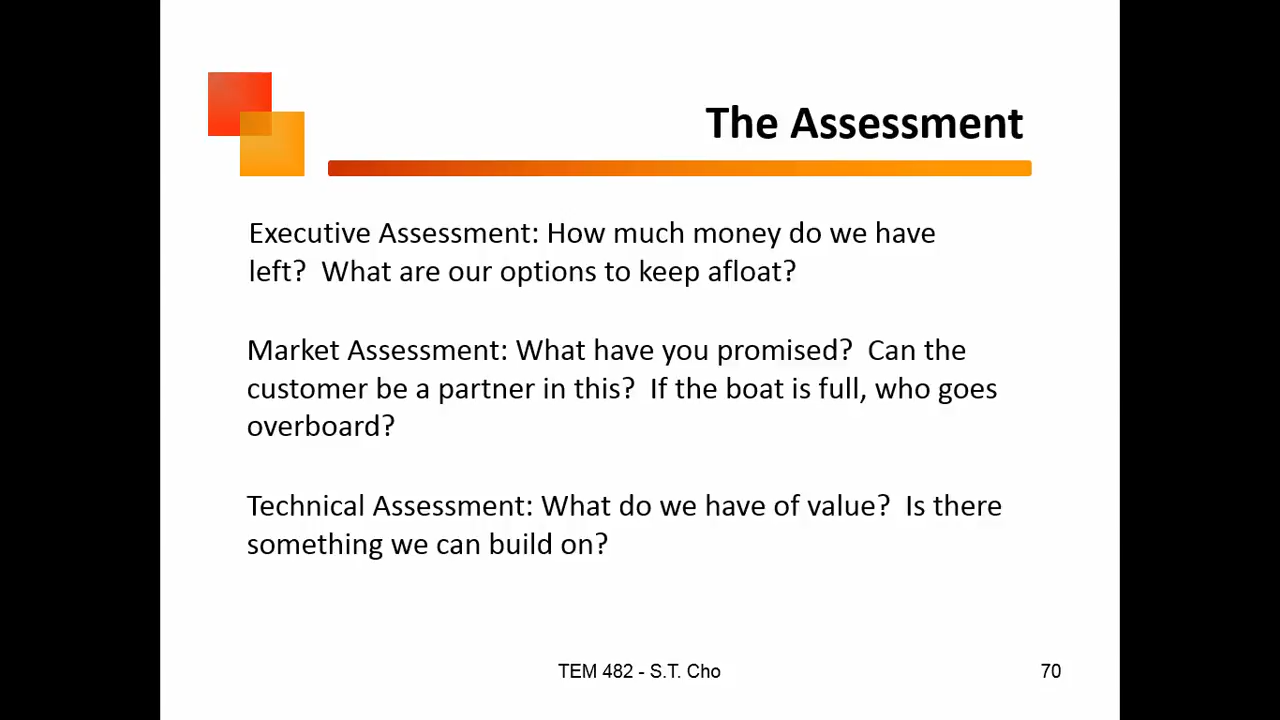 The Assessment
Executive Assessment: How much money do we have
left?  What are our options to keep afloat?
Market Assessment: What have you promised?  Can the
customer be a partner in this?  If the boat is full, who goes
overboard?
Technical Assessment: What do we have of value?  Is there
something we can build on?
TEM 482 - S.T. Cho
70